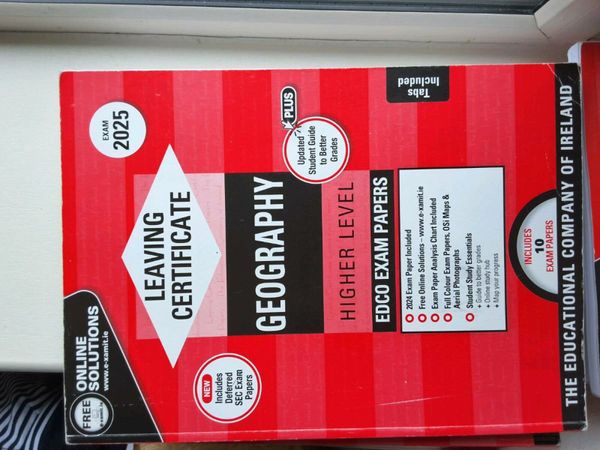 FREE
ONLINE
SOLUTIONS
www.e-xamit.ie
EXAM
2025
LEAVING
CERTIFICATE
NEW
Includes
Deferred
SEC Exam
Papers
GEOGRAPHY
PLUS
Updated
Student Guide
to Better
Grades
HIGHER LEVEL
EDCO EXAM PAPERS
Tabs
Included
2024 Exam Paper Included
Free Online Solutions – www.e-xamit.ie
Exam Paper Analysis Chart Included
Full Colour Exam Papers, OSi Maps &
Aerial Photographs
Student Study Essentials
+ Guide to better grades
+ Online study hub
+ Map your progress
INCLUDES
10
EXAM PAPERS
THE EDUCATIONAL COMPANY OF IRELAND